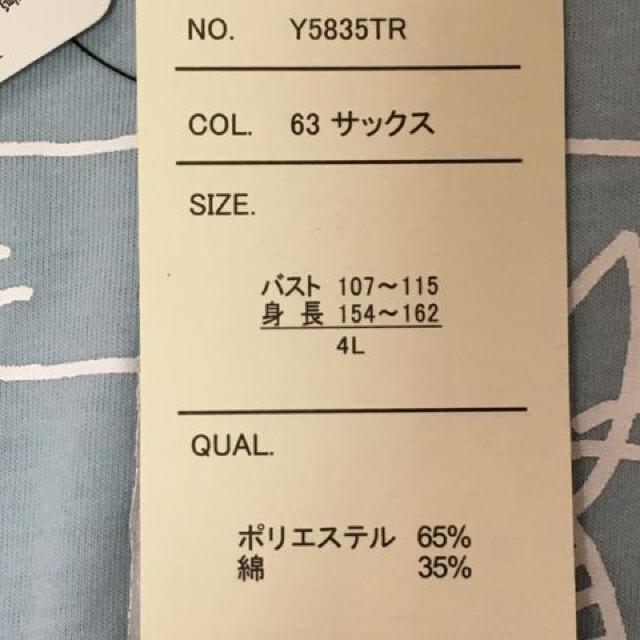 NO. Y5835TR
COL. 63 サックス
SIZE.
バスト 107～115
身 長 154～162
4L
QUAL.
ポリエステル 65%
綿 35%